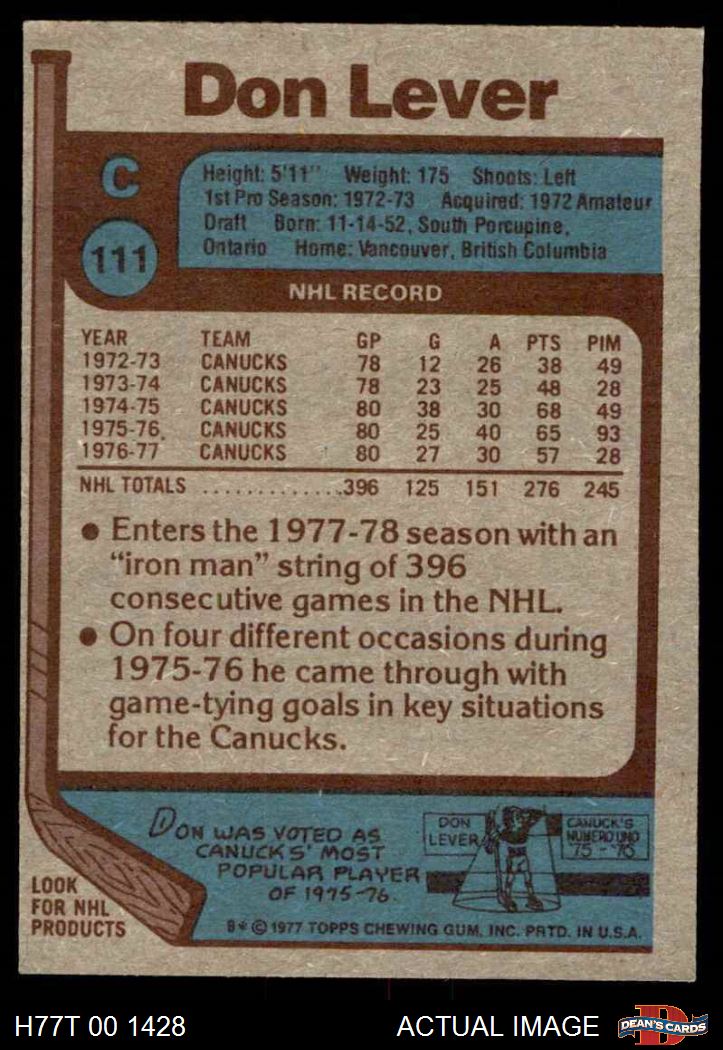 Don Lever
C
111
Height: 5'11" Weight: 175 Shoots: Left
1st Pro Season: 1972-73 Acquired: 1972 Amateur
Draft Born: 11-14-52, South Porcupine,
Ontario Home: Vancouver, British Columbia
NHL RECORD
YEAR TEAM GP G A PTS PIM
1972-73 CANUCKS 78 12 26 38 49
1973-74 CANUCKS 78 23 25 48 28
1974-75 CANUCKS 80 38 30 68 49
1975-76 CANUCKS 80 25 40 65 93
1976-77 CANUCKS 80 27 30 57 28
NHL TOTALS ..............396 125 151 276 245
● Enters the 1977-78 season with an
"iron man" string of 396
consecutive games in the NHL.
● On four different occasions during
1975-76 he came through with
game-tying goals in key situations
for the Canucks.
DON WAS VOTED AS
CANUCKS' MOST
POPULAR PLAYER
OF 1975-76.
DON
LEVER
CANUCK'S
NUMERO UNO
75-'76
LOOK
FOR NHL
PRODUCTS
B* © 1977 TOPPS CHEWING GUM, INC. PRTD. IN U.S.A.
H77T 00 1428
ACTUAL IMAGE
D
DEAN'S CARDS